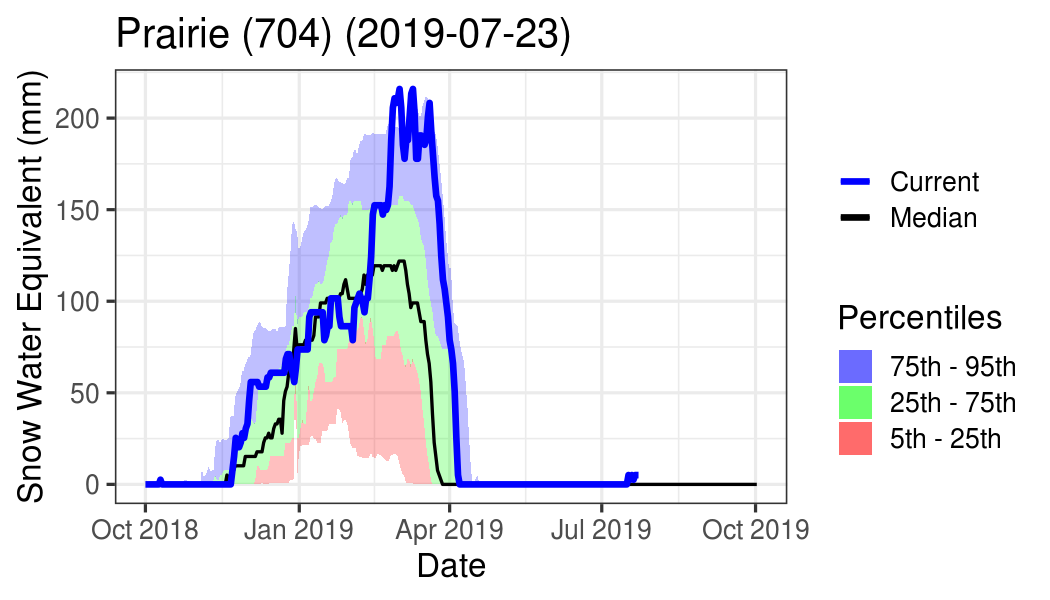 Prairie (704) (2019-07-23)
Snow Water Equivalent (mm)
200
150
100
50
0
Oct 2018
Jan 2019
Apr 2019
Jul 2019
Oct 2019
Date
Current
Median
Percentiles
75th - 95th
25th - 75th
5th - 25th